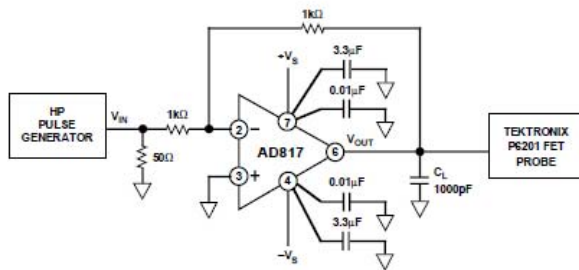 1kΩ
+VS
3.3µF
0.01µF
HP
PULSE
GENERATOR
VIN
1kΩ
50Ω
2
–
7
AD817
3
+
4
6
VOUT
TEKTRONIX
P6201 FET
PROBE
CL
1000pF
0.01µF
3.3µF
–VS